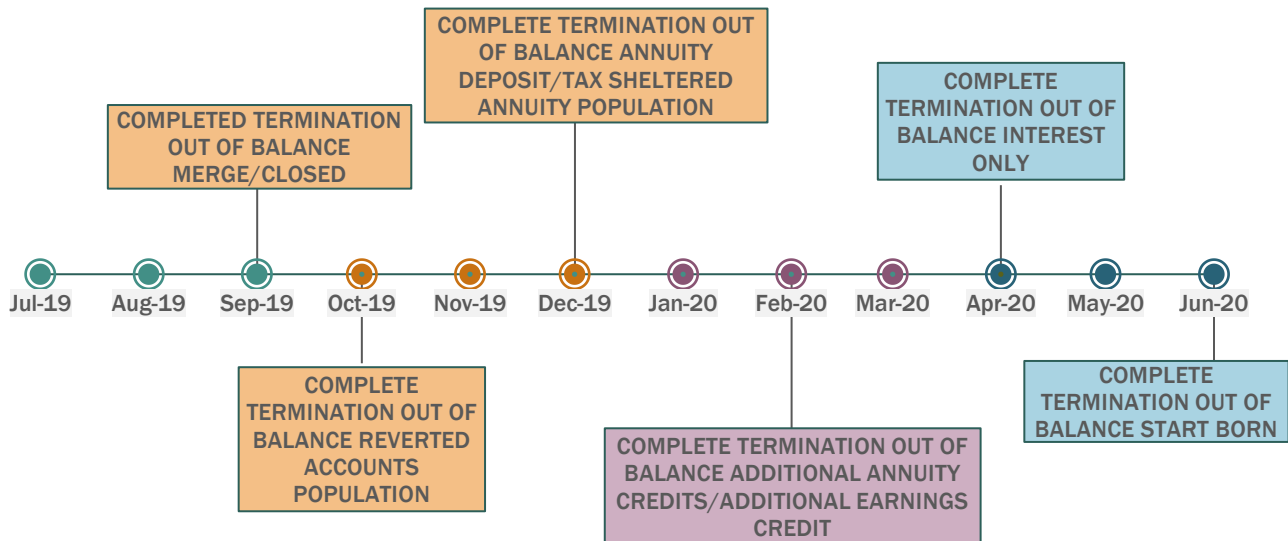 COMPLETE TERMINATION OUT
OF BALANCE ANNUITY
DEPOSIT/TAX SHELTERED
ANNUITY POPULATION
COMPLETE
TERMINATION OUT OF
BALANCE INTEREST
ONLY
COMPLETED TERMINATION
OUT OF BALANCE
MERGE/CLOSED
Jul-19
Aug-19
Sep-19
Oct-19
Nov-19
Dec-19
Jan-20
Feb-20
Mar-20
Apr-20
May-20
Jun-20
COMPLETE
TERMINATION OUT OF
BALANCE REVERTED
ACCOUNTS
POPULATION
COMPLETE TERMINATION OUT OF
BALANCE ADDITIONAL ANNUITY
CREDITS/ADDITIONAL EARNINGS
CREDIT
COMPLETE
TERMINATION OUT OF
BALANCE START BORN